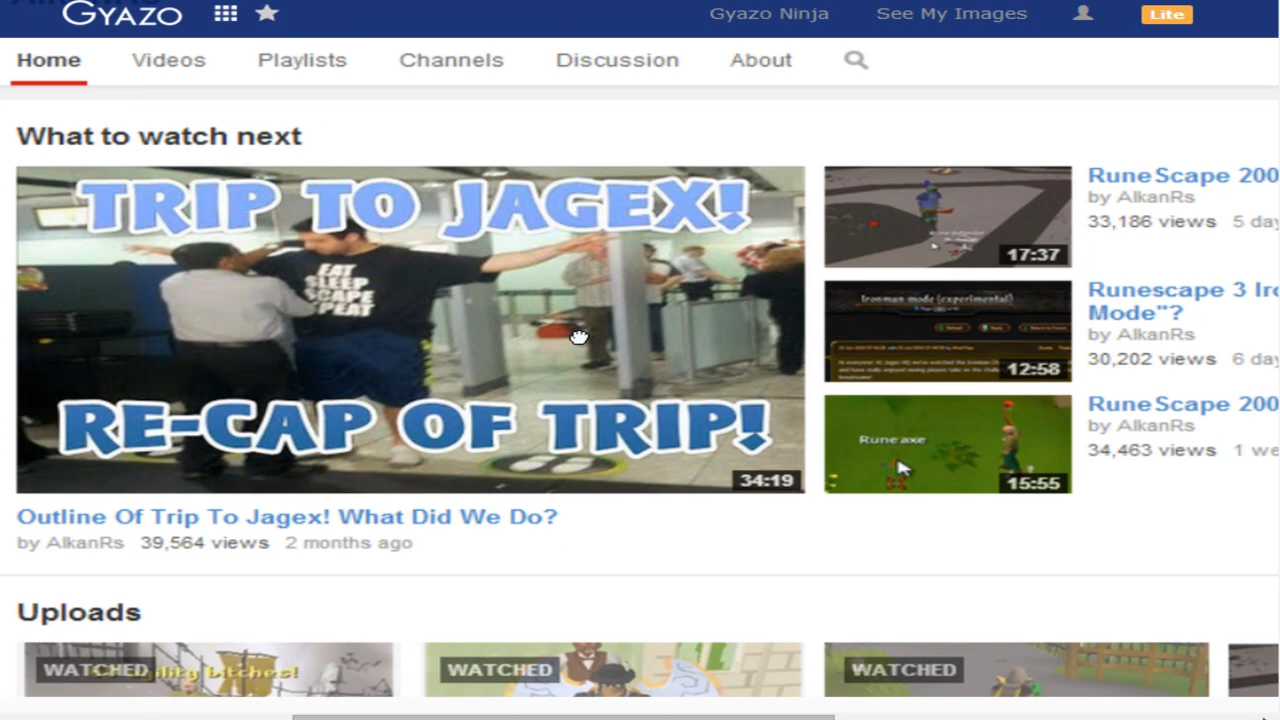 GYAZO
Gyazo Ninja
See My Images
Lite
Home
Videos
Playlists
Channels
Discussion
About
What to watch next
TRIP TO JAGEX!
EAT
SLEEP
SCAPE
REPEAT
RE-CAP OF TRIP!
34:19
Outline Of Trip To Jagex! What Did We Do?
by AlkanRs 39,564 views 2 months ago
17:37
RuneScape 200
by AlkanRs
33,186 views 5 day
Ironman mode (experimental)
12:58
Runescape 3 Iro
Mode"?
by AlkanRs
30,202 views 6 da
Rune axe
15:55
RuneScape 200
by AlkanRs
34,463 views 1 we
Uploads
WATCHED
bitches!
WATCHED
WATCHED